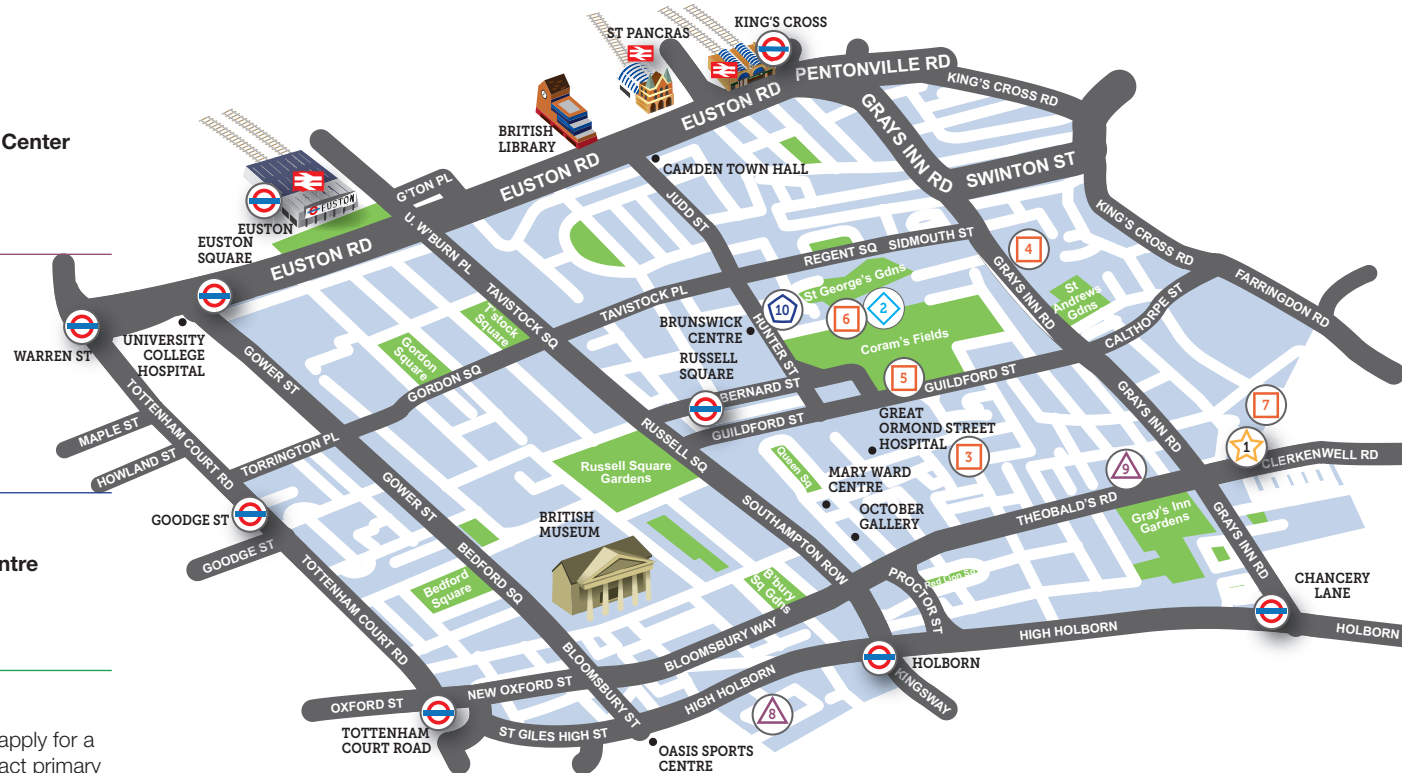 Center
ntre
apply for a
act primary
KING'S CROSS
ST PANCRAS
PENTONVILLE RD
KING'S CROSS RD
EUSTON RD
BRITISH
LIBRARY
GRAYS INN RD
CAMDEN TOWN HALL
SWINTON ST
EUSTON RD
G'TON PL
JUDD ST
EUSTON
EUSTON
U. W'BURN PL
KING'S CROSS RD
EUSTON
SQUARE
EUSTON RD
REGENT SQ
SIDMOUTH ST
4
GRAYS INN RD
FARRINGDON RD
St
Andrews
Gdns
St George's Gdns
TAVISTOCK PL
TAVISTOCK SQ
T'stock
Square
10
6
2
CALTHORPE ST
BRUNSWICK
CENTRE
HUNTER ST
Coram's Fields
WARREN ST
UNIVERSITY
COLLEGE
HOSPITAL
GOWER ST
Gordon
Square
GORDON SQ
RUSSELL
SQUARE
BERNARD ST
5
GUILDFORD ST
GUILDFORD ST
GRAYS INN RD
7
TOTTENHAM COURT RD
MAPLE ST
HOWLAND ST
TORRINGTON PL
RUSSELL SQ
GREAT
ORMOND STREET
HOSPITAL
3
1
CLERKENWELL RD
Russell Square
Gardens
Queen Sq
MARY WARD
CENTRE
9
THEOBALD'S RD
GOWER ST
GOODGE ST
GOODGE ST
BRITISH
MUSEUM
SOUTHAMPTON ROW
OCTOBER
GALLERY
Gray's Inn
Gardens
GRAYS INN RD
BEDFORD SQ
Bedford
Square
B'bury
Sq Gdns
PROCTOR ST
Red Lion Sq
CHANCERY
LANE
TOTTENHAM COURT RD
BLOOMSBURY WAY
HIGH HOLBORN
HOLBORN
HOLBORN
KINGSWAY
BLOOMSBURY ST
NEW OXFORD ST
OXFORD ST
HIGH HOLBORN
8
TOTTENHAM
COURT ROAD
ST GILES HIGH ST
OASIS SPORTS
CENTRE